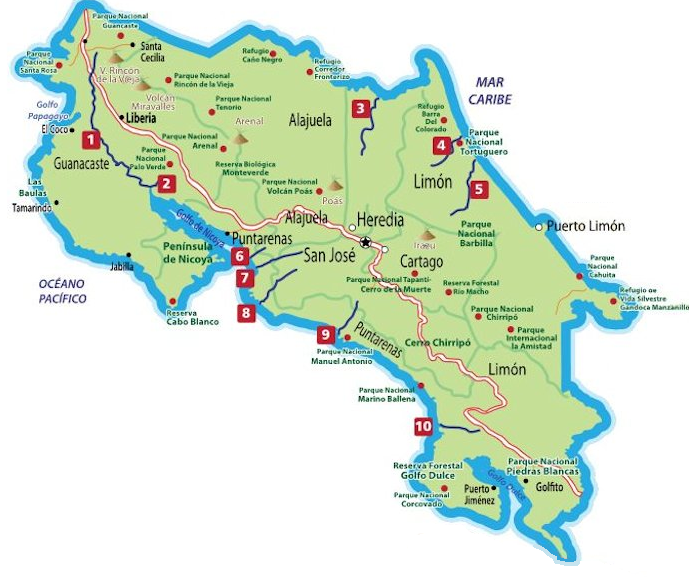 Parque Nacional
Guancaste
Santa
Cecilia
Parque
Nacional
Santa Rosa
V. Rincón
de la Vieja
Parque Nacional
Rincón de la Vieja
Refugio
Caño Negro
Refugio
Corredor
Fronterizo
MAR
CARIBE
Golfo
Papagayo
Volcán
Miravalles
Parque Nacional
Tenorio
El Coco
Liberia
Arenal
Alajuela
3
Refugio
Barra
Del
Colorado
1
Guanacaste
Parque
Nacional
Palo Verde
Parque Nacional
Arenal
Reserva Biológica
Monteverde
4
Parque
Nacional
Tortuguero
2
Las
Baulas
Tamarindo
Parque Nacional
Volcán Poás
Poás
Limón
5
Golfo de Nicoya
Alajuela
Heredia
Puerto Limón
Puntarenas
Parque
Nacional
Barbilla
Irazu
Península
de Nicoya
San José
Cartago
6
Jabilla
7
Parque Nacional Tapantí-
Cerro de la Muerte
Reserva Forestal
Río Macho
Parque
Nacional
Cahuita
OCÉANO
PACÍFICO
8
Reserva
Cabo Blanco
Refugio oe
Vida Silvestre
Gandoca Manzanillo
Parque Nacional
Chirripó
9
Puntarenas
Parque
Internacional
la Amistad
Cerro Chirripó
Parque Nacional
Manuel Antonio
Limón
Parque Nacional
Marino Ballena
10
Reserva Forestal
Golfo Dulce
Parque Nacional
Piedras Blancas
Golfo Dulce
Puerto
Jiménez
Golfito
Parque Nacional
Corcovado